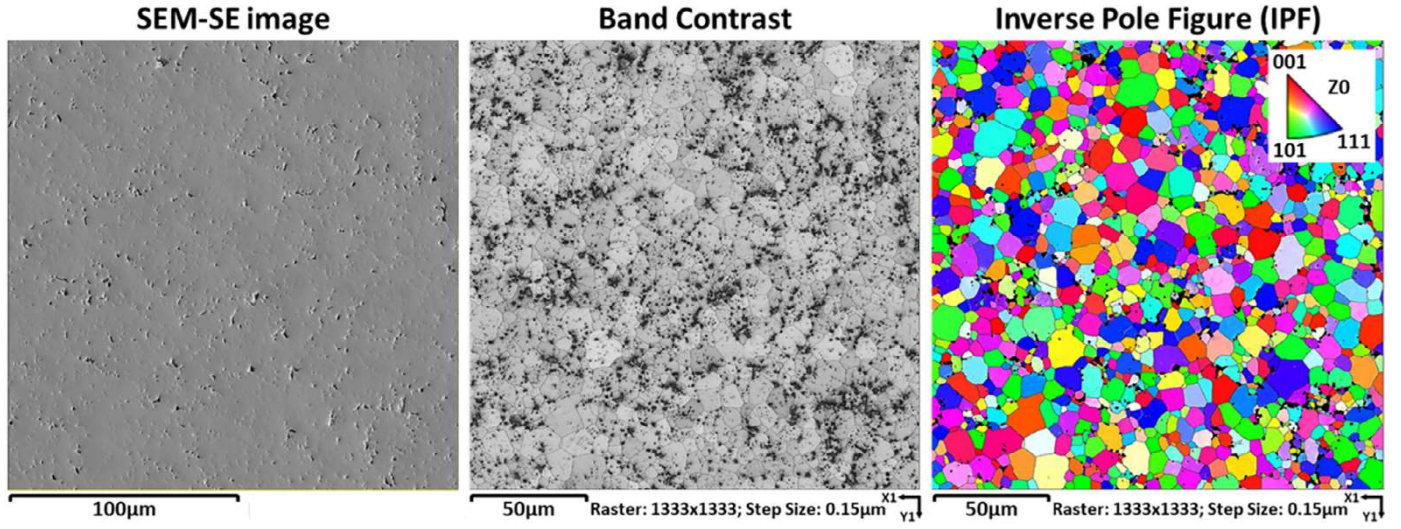 SEM-SE image
Band Contrast
Inverse Pole Figure (IPF)
001
Z0
101
111
100μm
50μm
Raster: 1333x1333; Step Size: 0.15μm
X1
Y1
50μm
Raster: 1333x1333; Step Size: 0.15μm
X1
Y1